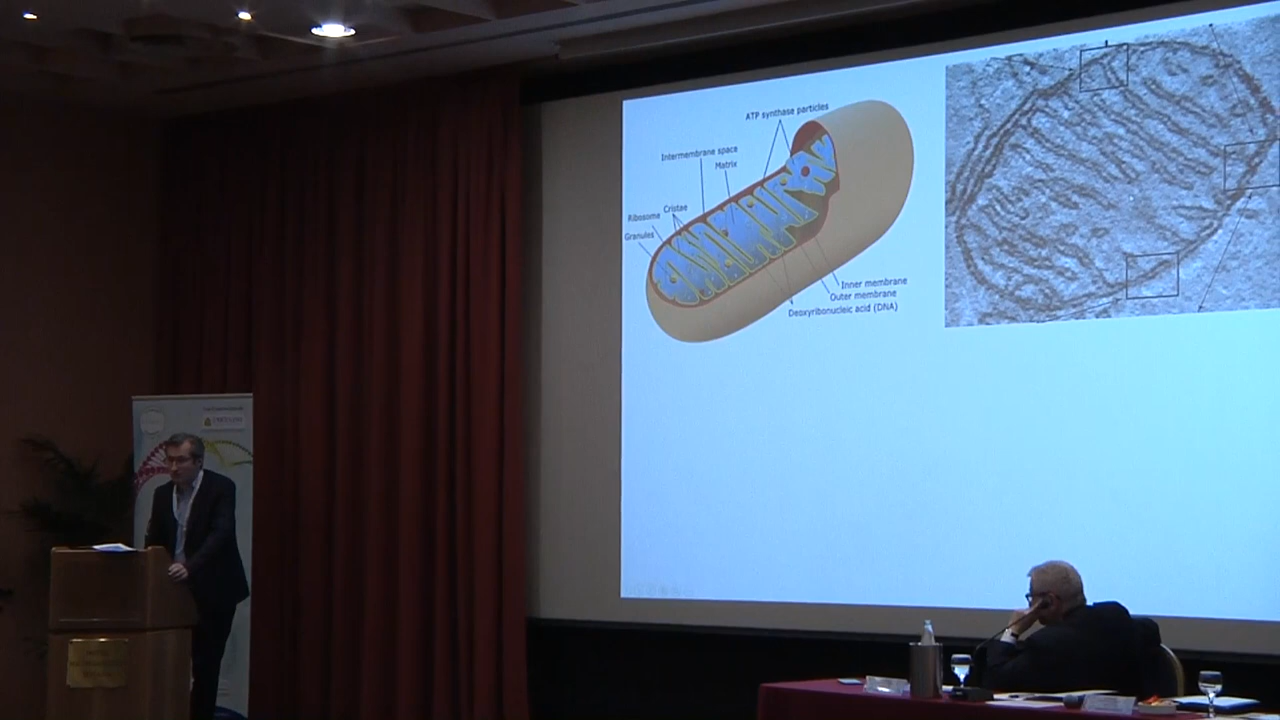 ATP synthase particles
Intermembrane space
Matrix
Cristae
Ribosome
Granules
Inner membrane
Outer membrane
Deoxyribonucleic acid (DNA)